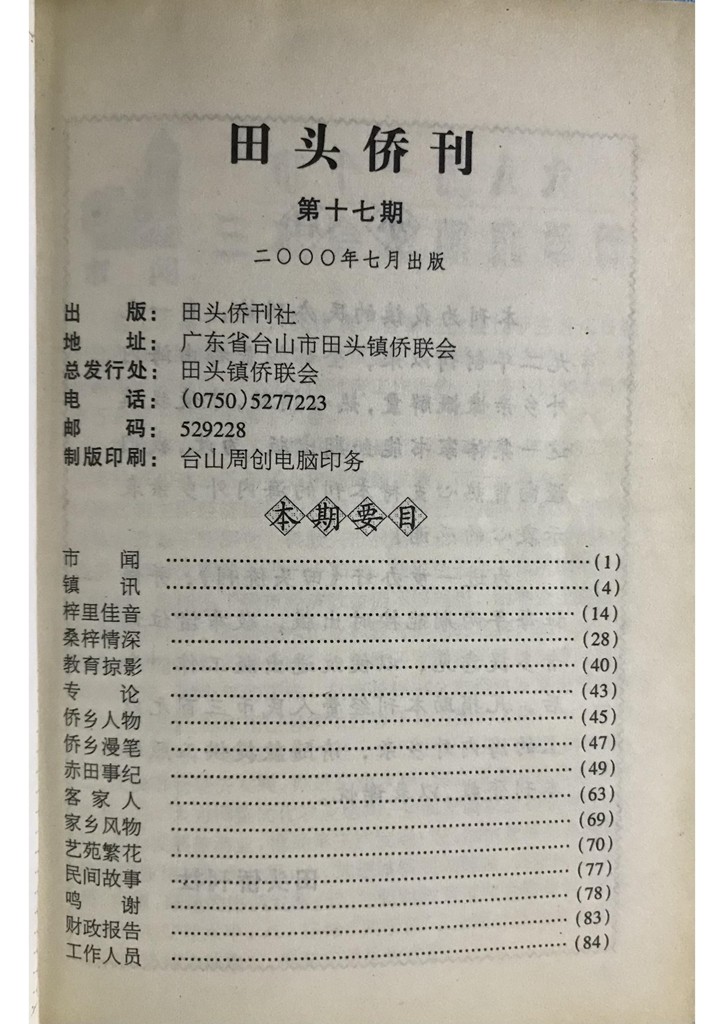 田头侨刊
第十七期
二〇〇〇年七月出版
出　　版：田头侨刊社
地　　址：广东省台山市田头镇侨联会
总发行处：田头镇侨联会
电　　话：(0750)5277223
邮　　码：529228
制版印刷：台山周创电脑印务
本期要目
市　　闻 ……………………………………(1)
镇　　讯 ……………………………………(4)
梓里佳音 ……………………………………(14)
桑梓情深 ……………………………………(28)
教育掠影 ……………………………………(40)
专　　论 ……………………………………(43)
侨乡人物 ……………………………………(45)
侨乡漫笔 ……………………………………(47)
赤田事纪 ……………………………………(49)
客 家 人 ……………………………………(63)
家乡风物 ……………………………………(69)
艺苑繁花 ……………………………………(70)
民间故事 ……………………………………(77)
鸣　　谢 ……………………………………(78)
财政报告 ……………………………………(83)
工作人员 ……………………………………(84)